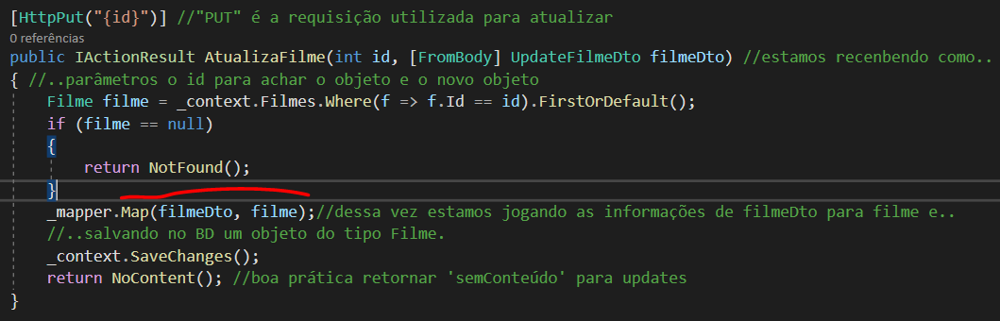 [HttpPut("{id}")] //"PUT" é a requisição utilizada para atualizar
0 referências
public IActionResult AtualizaFilme(int id, [FromBody] UpdateFilmeDto filmeDto) //estamos recenbendo como..
{ //..parâmetros o id para achar o objeto e o novo objeto
Filme filme = _context.Filmes.Where(f => f.Id == id).FirstOrDefault();
if (filme == null)
{
return NotFound();
}
_mapper.Map(filmeDto, filme);//dessa vez estamos jogando as informações de filmeDto para filme e..
//..salvando no BD um objeto do tipo Filme.
_context.SaveChanges();
return NoContent(); //boa prática retornar 'semConteúdo' para updates
}